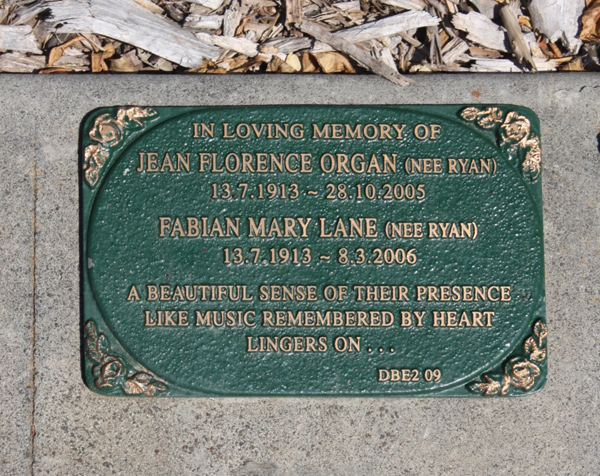 IN LOVING MEMORY OF
JEAN FLORENCE ORGAN (NEE RYAN)
13.7.1913 ~ 28.10.2005
FABIAN MARY LANE (NEE RYAN)
13.7.1913 ~ 8.3.2006
A BEAUTIFUL SENSE OF THEIR PRESENCE
LIKE MUSIC REMEMBERED BY HEART
LINGERS ON . . .
DBE2 09